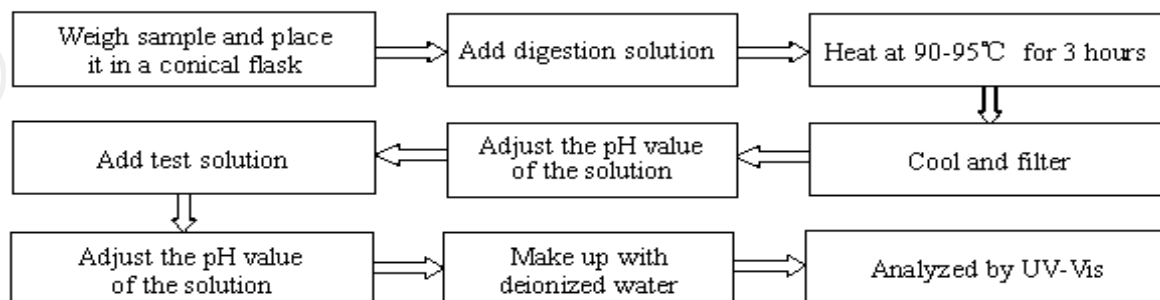 Weigh sample and place
it in a conical flask
Add digestion solution
Heat at 90-95℃ for 3 hours
Cool and filter
Adjust the pH value
of the solution
Add test solution
Adjust the pH value
of the solution
Make up with
deionized water
Analyzed by UV-Vis